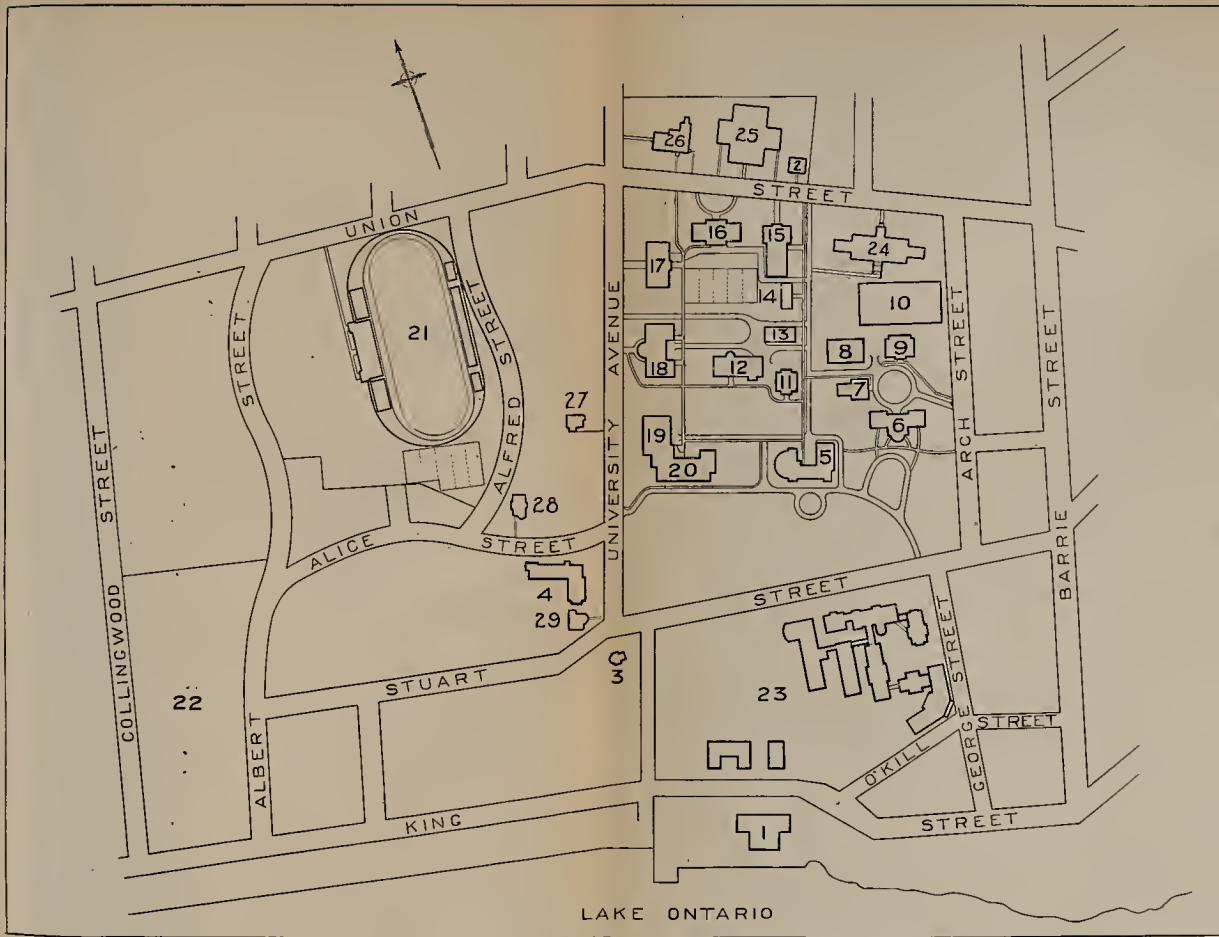 26
25
2
STREET
UNION
16
15
24
17
14
10
21
13
8
9
18
12
11
7
27
6
19
20
5
28
ALFRED STREET
UNIVERSITY AVENUE
ARCH STREET
BARRIE STREET
COLLINGWOOD STREET
ALBERT STREET
ALICE STREET
4
29
STUART STREET
3
22
23
O'KILL STREET
GEORGE STREET
KING STREET
1
LAKE ONTARIO